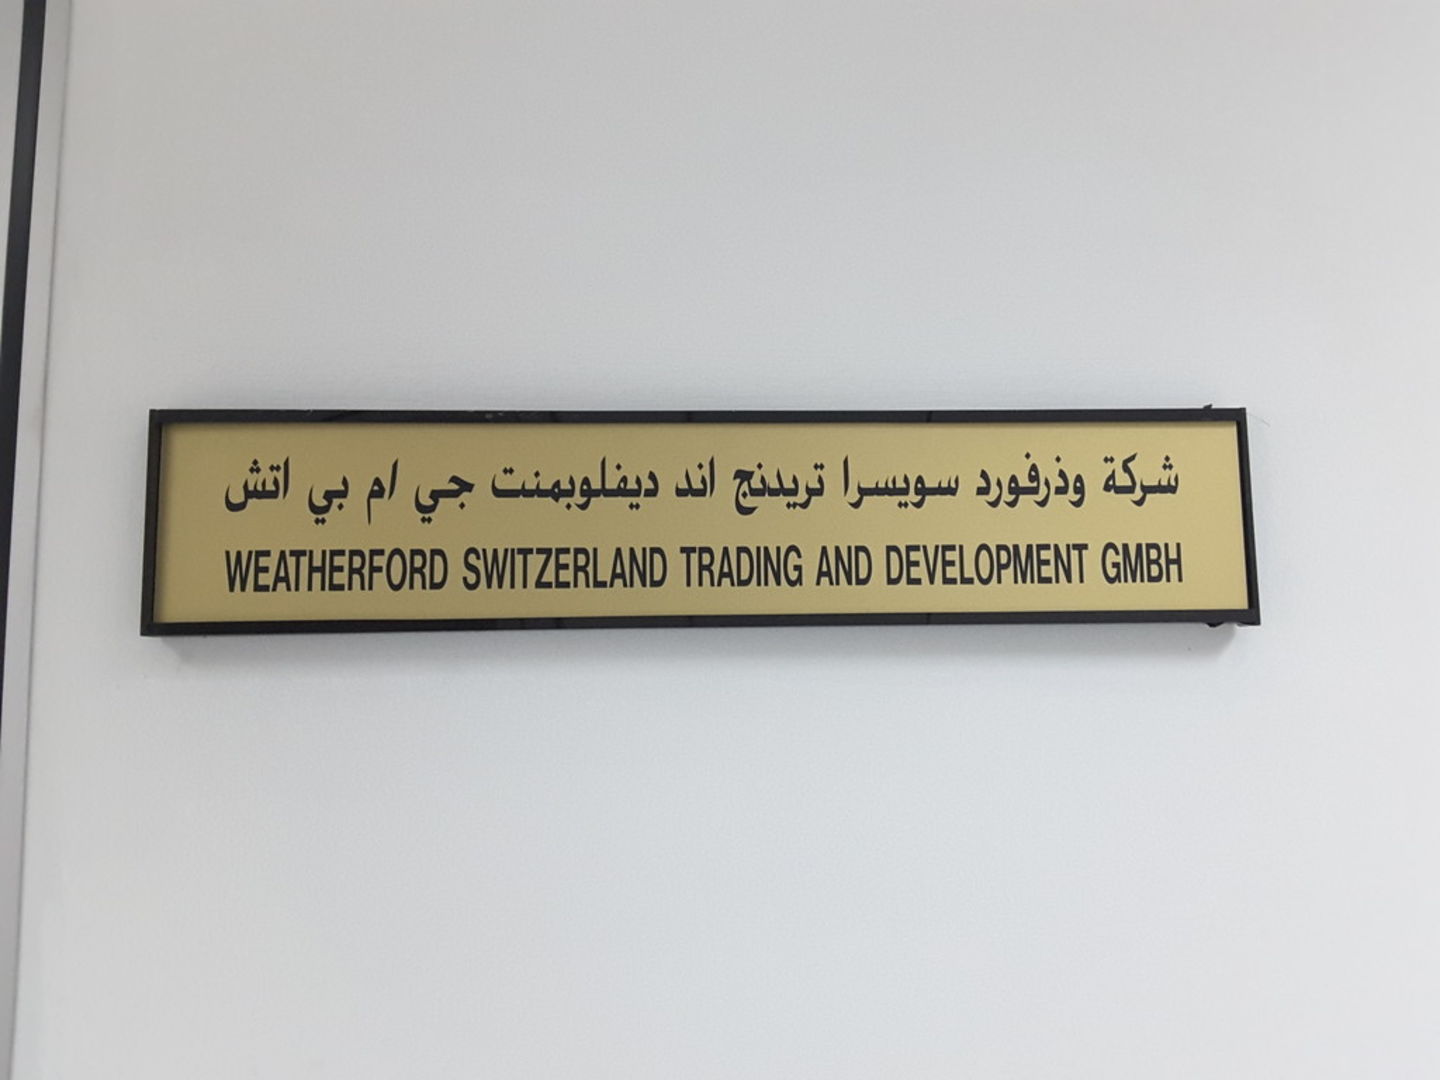 شركة وذرفورد سويسرا تريدنج اند ديفلوبمنت جي ام بي اتش
WEATHERFORD SWITZERLAND TRADING AND DEVELOPMENT GMBH